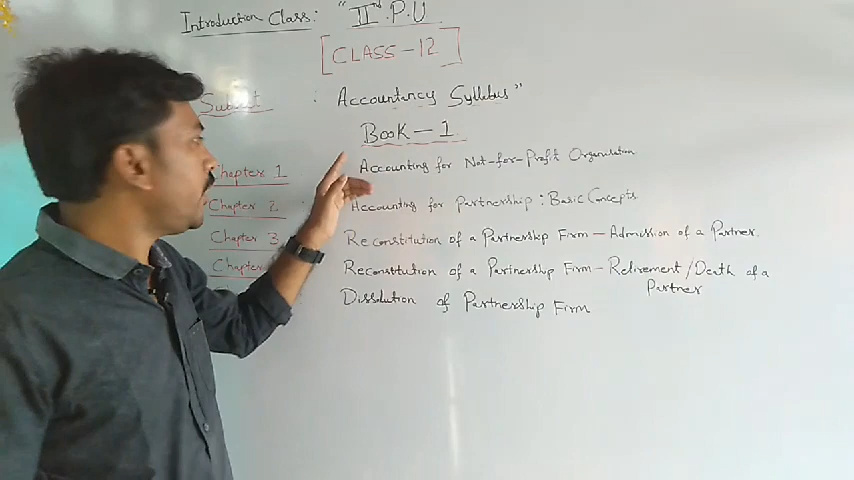 Introduction Class: "IInd P.U
[CLASS-12]
Subject : Accountancy Syllabus"
Book-1
Chapter 1 Accounting for Not-for-Profit Organisation
Chapter 2 : Accounting for Partnership : Basic Concepts
Chapter 3 Reconstitution of a Partnership Firm - Admission of a Partner.
Chapter Reconstitution of a Partnership Firm - Retirement/Death of a
Partner
Dissolution of Partnership Firm